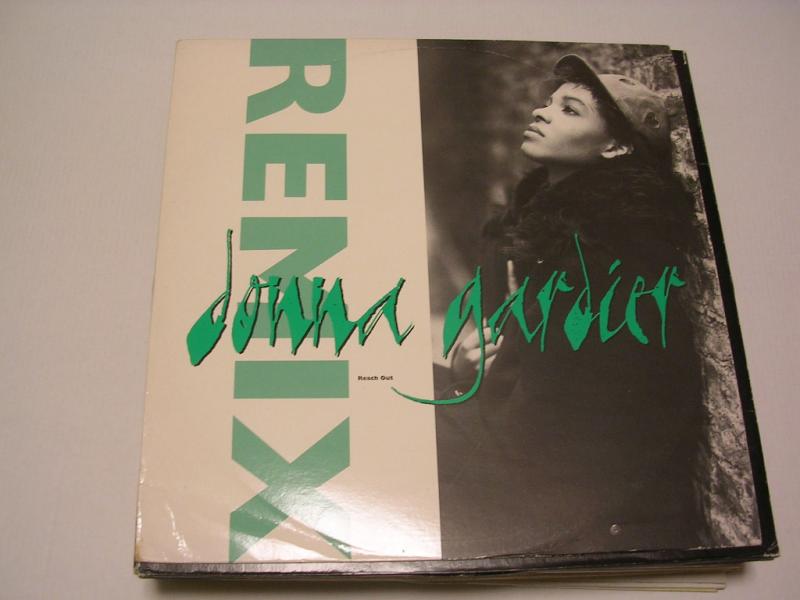 REMIX
donna gardier
Reach Out